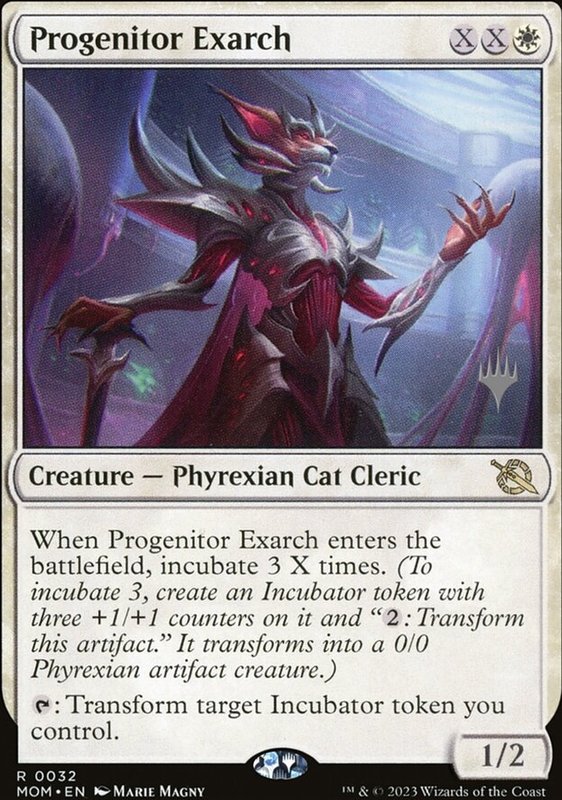 Progenitor Exarch
X X
Creature — Phyrexian Cat Cleric
When Progenitor Exarch enters the
battlefield, incubate 3 X times. (To
incubate 3, create an Incubator token with
three +1/+1 counters on it and “2: Transform
this artifact.” It transforms into a 0/0
Phyrexian artifact creature.)
: Transform target Incubator token you
control.
1/2
R 0032
MOM • EN Marie Magny
™ & © 2023 Wizards of the Coast